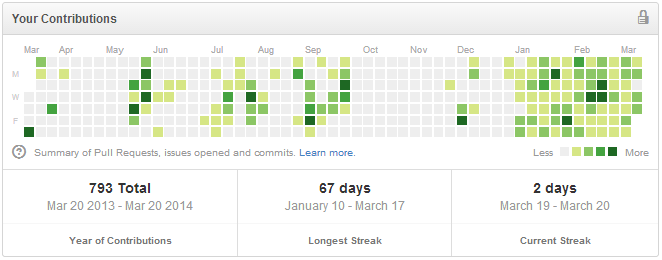 Your Contributions
Mar Apr May Jun Jul Aug Sep Oct Nov Dec Jan Feb Mar
M
W
F
Summary of Pull Requests, issues opened and commits. Learn more. Less More
793 Total 67 days 2 days
Mar 20 2013 - Mar 20 2014 January 10 - March 17 March 19 - March 20
Year of Contributions Longest Streak Current Streak